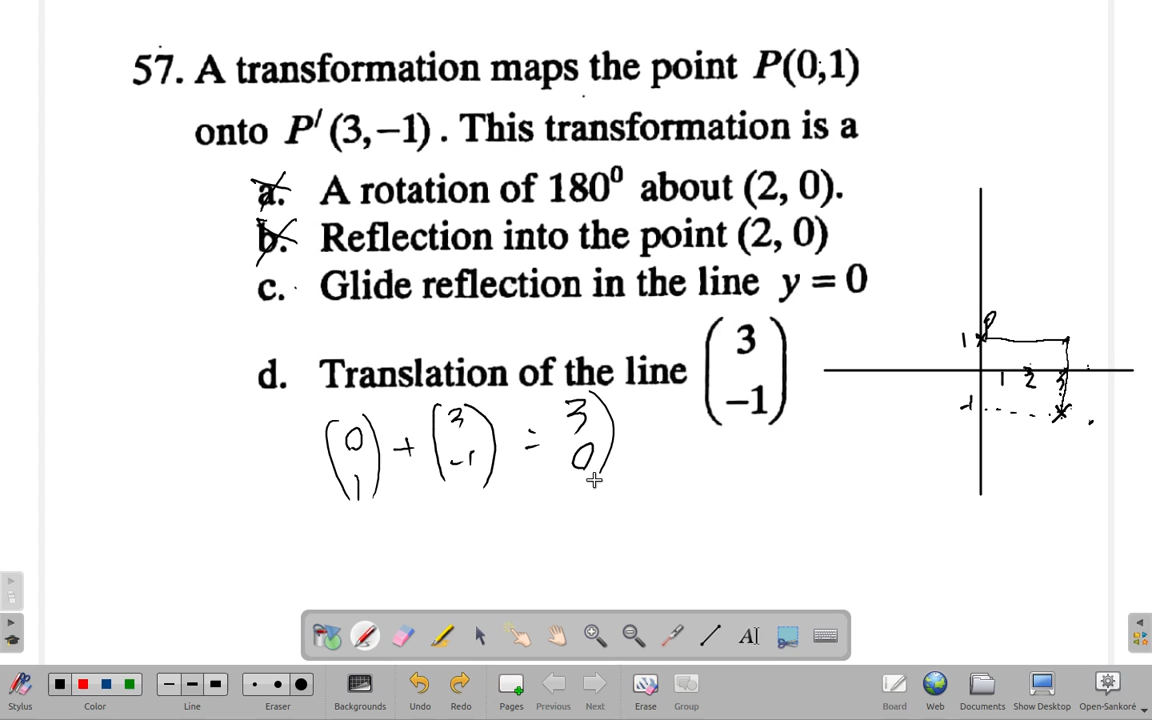 57. A transformation maps the point P(0,1)
onto P′(3,−1). This transformation is a
a. A rotation of 180⁰ about (2, 0).
b. Reflection into the point (2, 0)
c. Glide reflection in the line y = 0
d. Translation of the line (3 −1)
(0 1) + (3 −1) = 3 0)
P
1
1 2 3
-1
Stylus Color Line Eraser Backgrounds Undo Redo Pages Previous Next Erase Group Board Web Documents Show Desktop Open-Sankoré